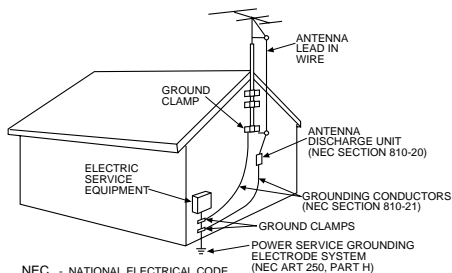 ANTENNA
LEAD IN
WIRE
GROUND
CLAMP
ANTENNA
DISCHARGE UNIT
(NEC SECTION 810-20)
ELECTRIC
SERVICE
EQUIPMENT
GROUNDING CONDUCTORS
(NEC SECTION 810-21)
GROUND CLAMPS
POWER SERVICE GROUNDING
ELECTRODE SYSTEM
(NEC ART 250, PART H)
NEC - NATIONAL ELECTRICAL CODE